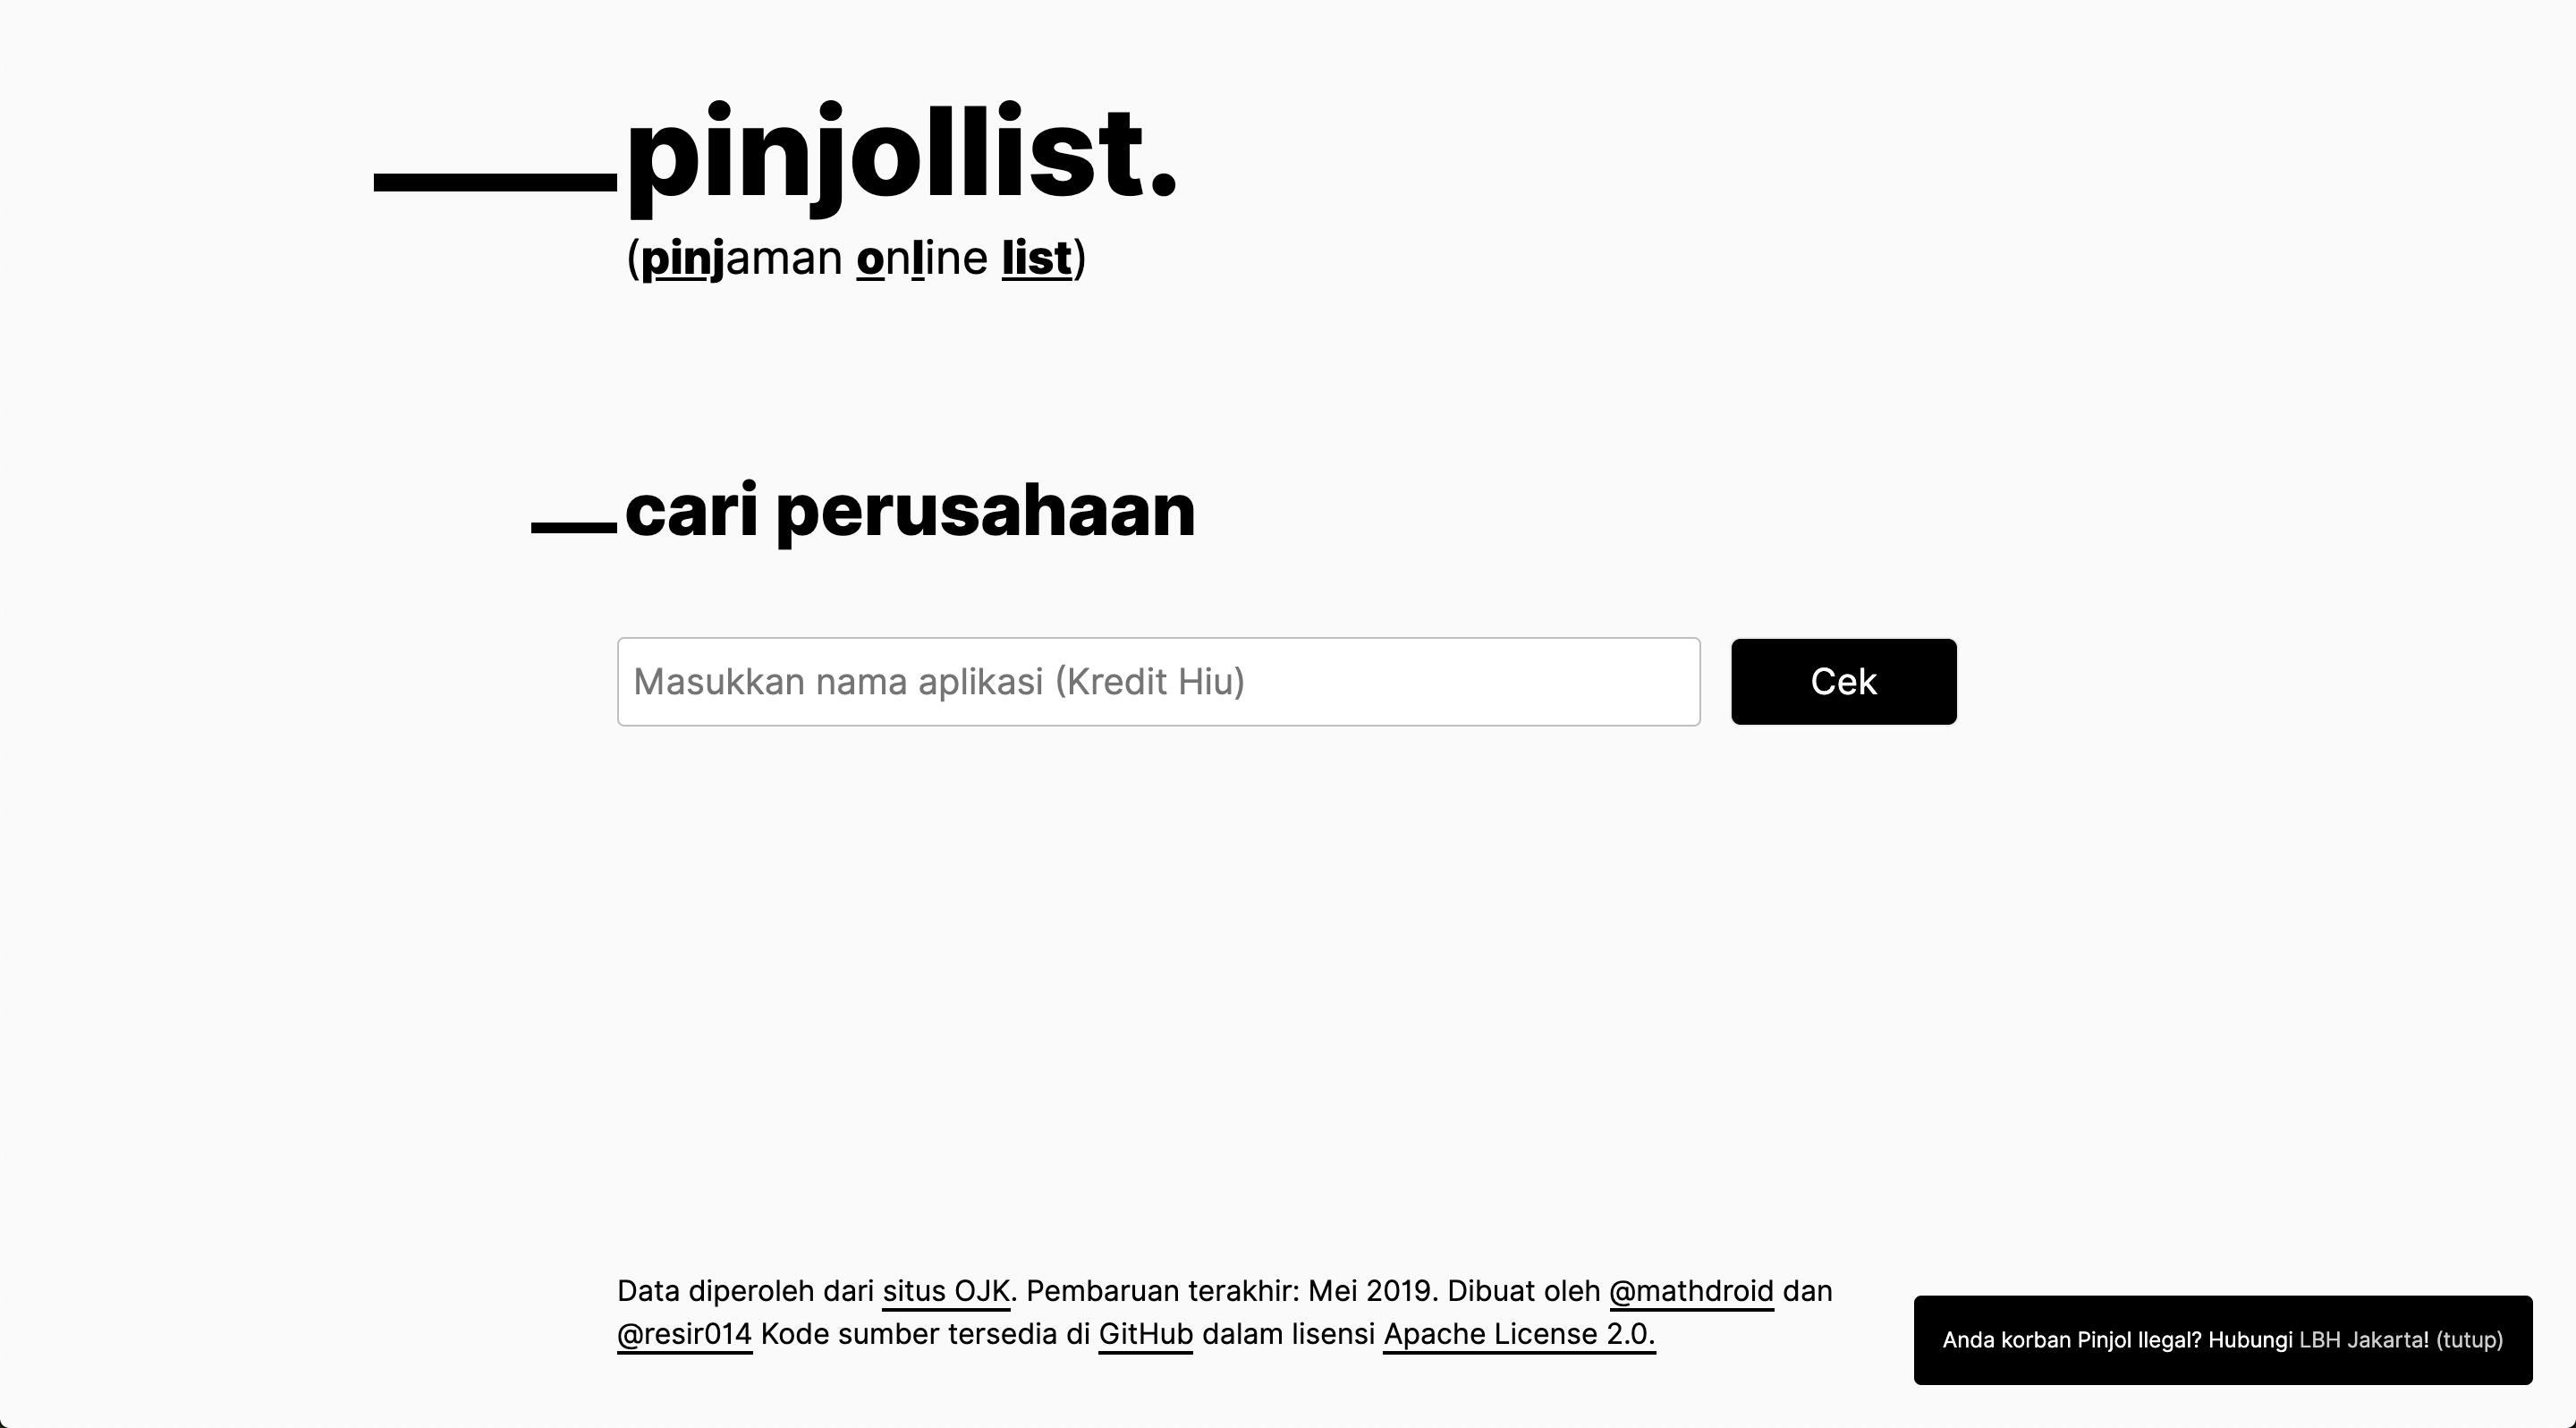 pinjollist.
(pinjaman online list)
cari perusahaan
Masukkan nama aplikasi (Kredit Hiu)
Cek
Data diperoleh dari situs OJK. Pembaruan terakhir: Mei 2019. Dibuat oleh @mathdroid dan
@resir014 Kode sumber tersedia di GitHub dalam lisensi Apache License 2.0.
Anda korban Pinjol Ilegal? Hubungi LBH Jakarta! (tutup)